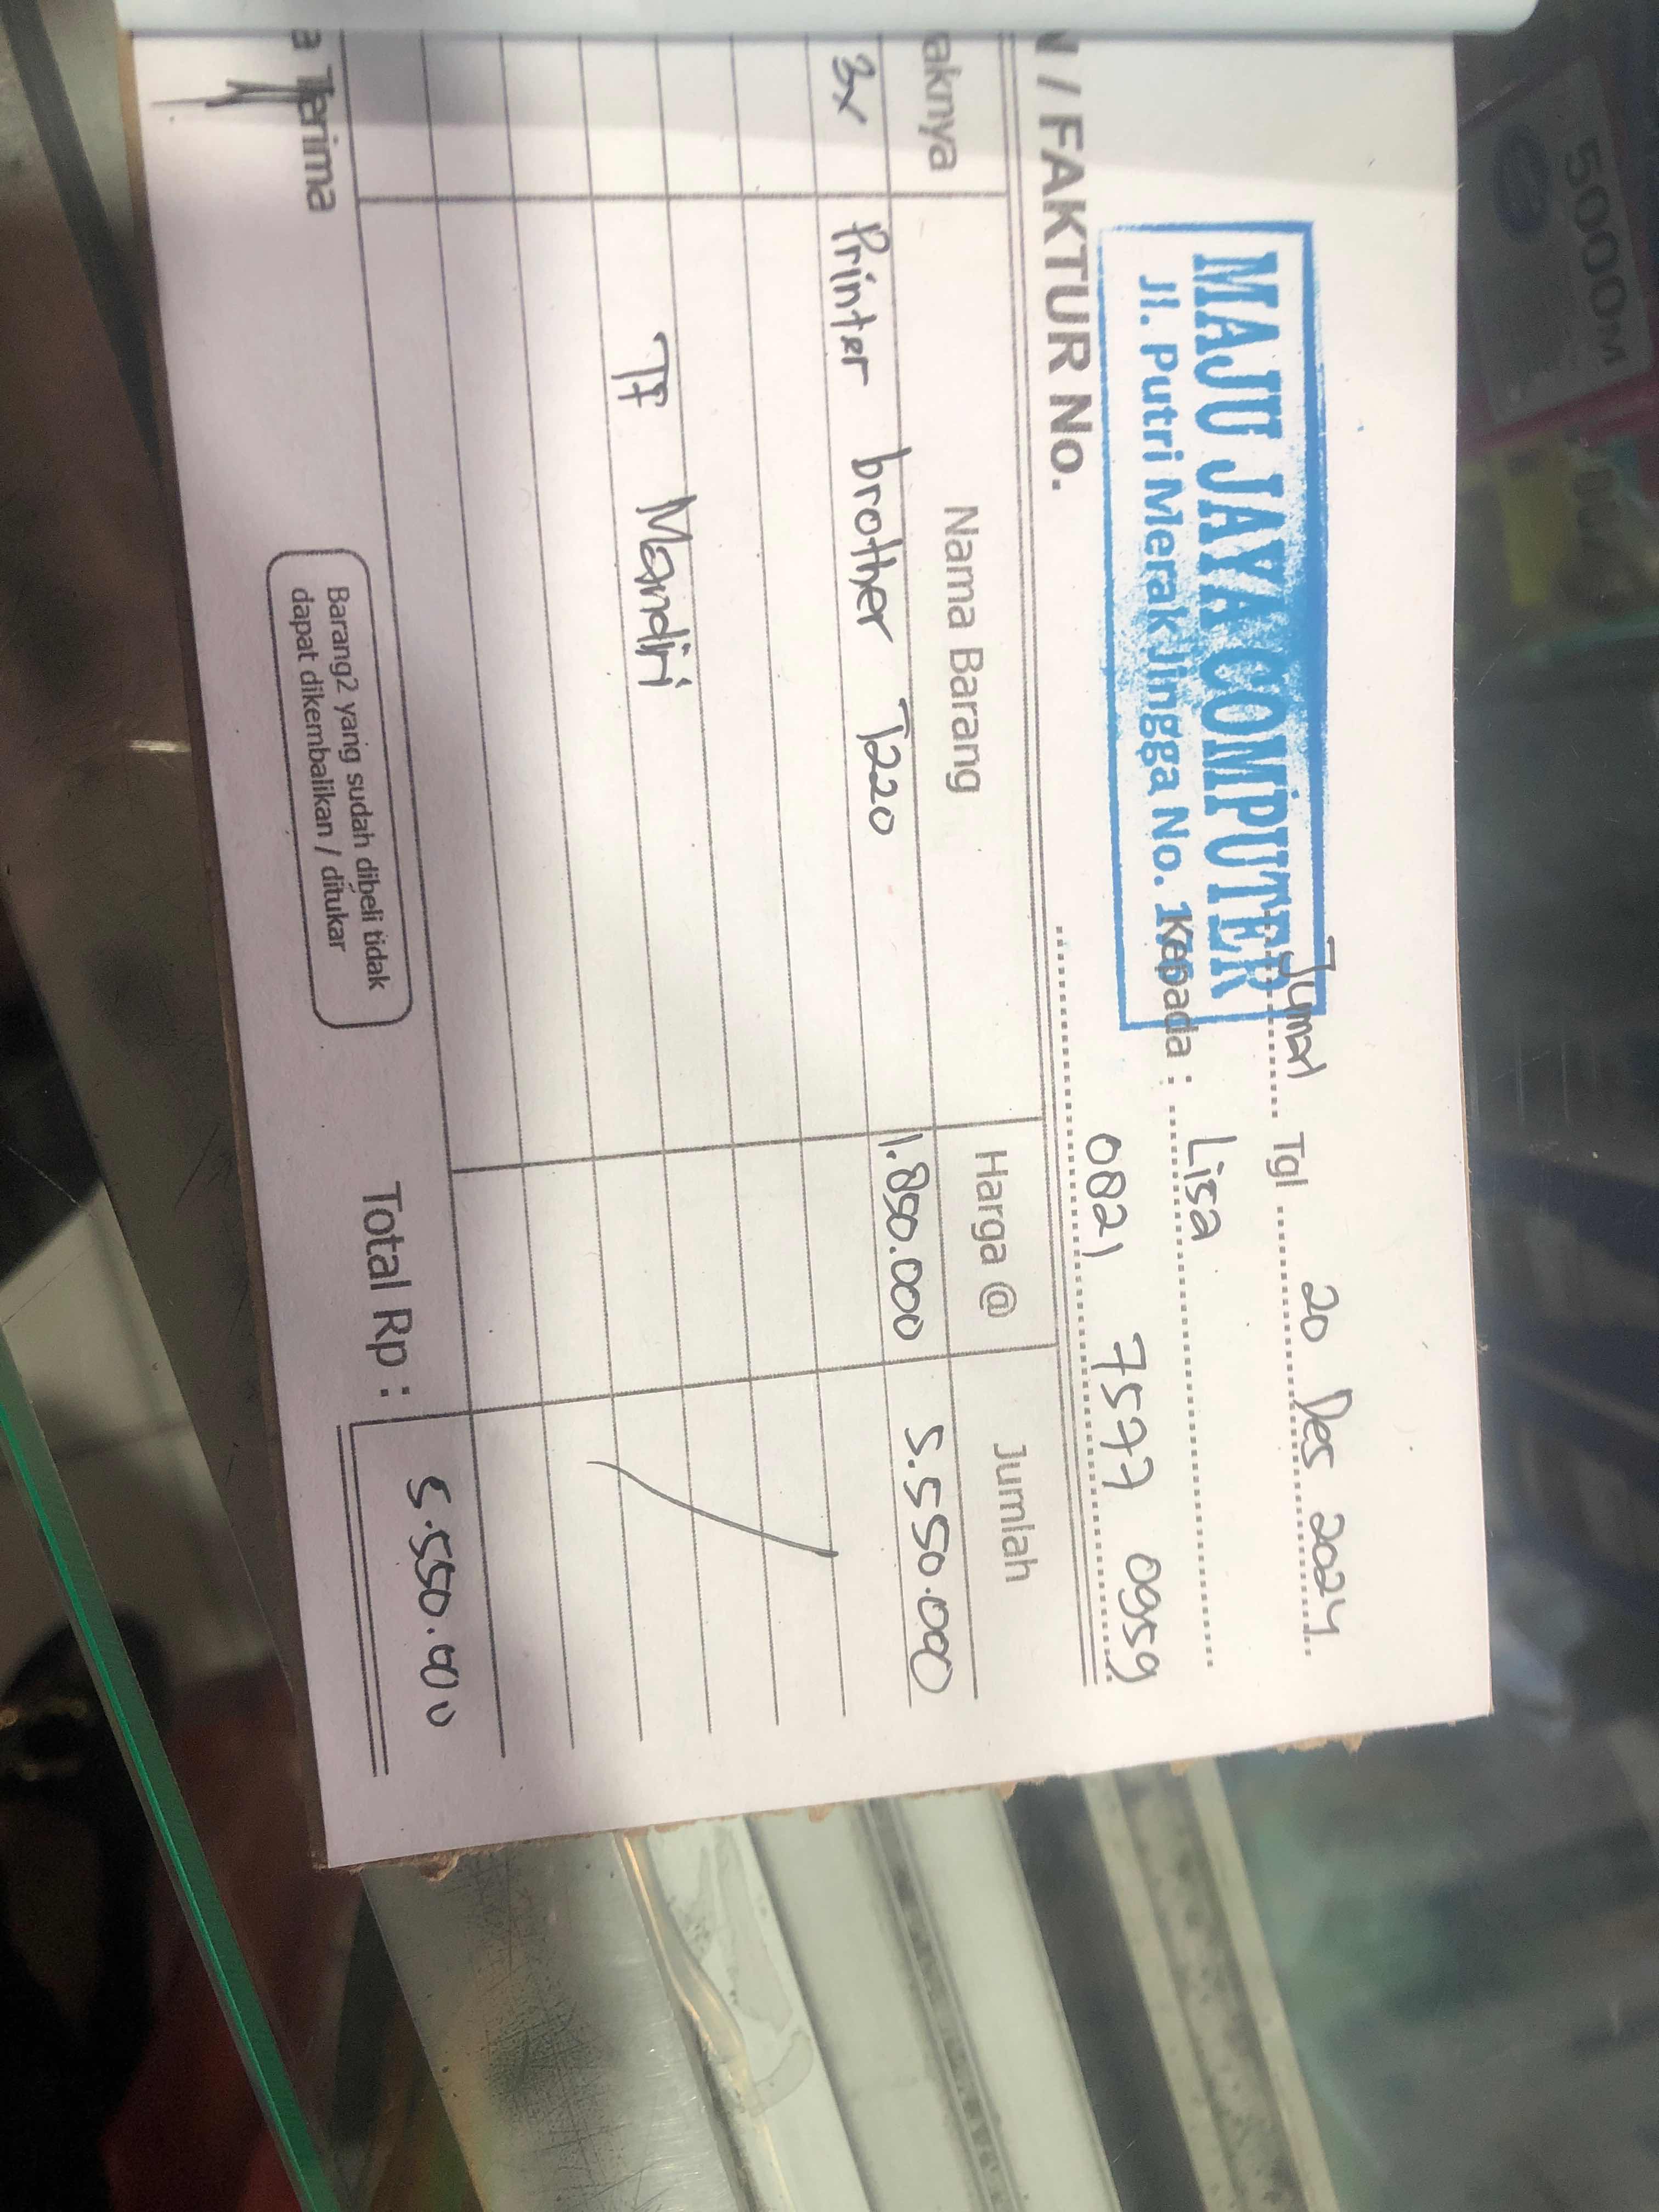 MAJU JAYA COMPUTER
Jl. Putri Merak Jingga No.
Jumat Tgl 20 Des 2024
Kepada : Lisa
0821 7577 0959
/ FAKTUR No.
aknya Nama Barang Harga @ Jumlah
3x Printer brother T220 1.850.000 5.550.000
TF Mandiri
a Terima
Barang2 yang sudah dibeli tidak
dapat dikembalikan / ditukar
Total Rp : 5.550.000
5000M